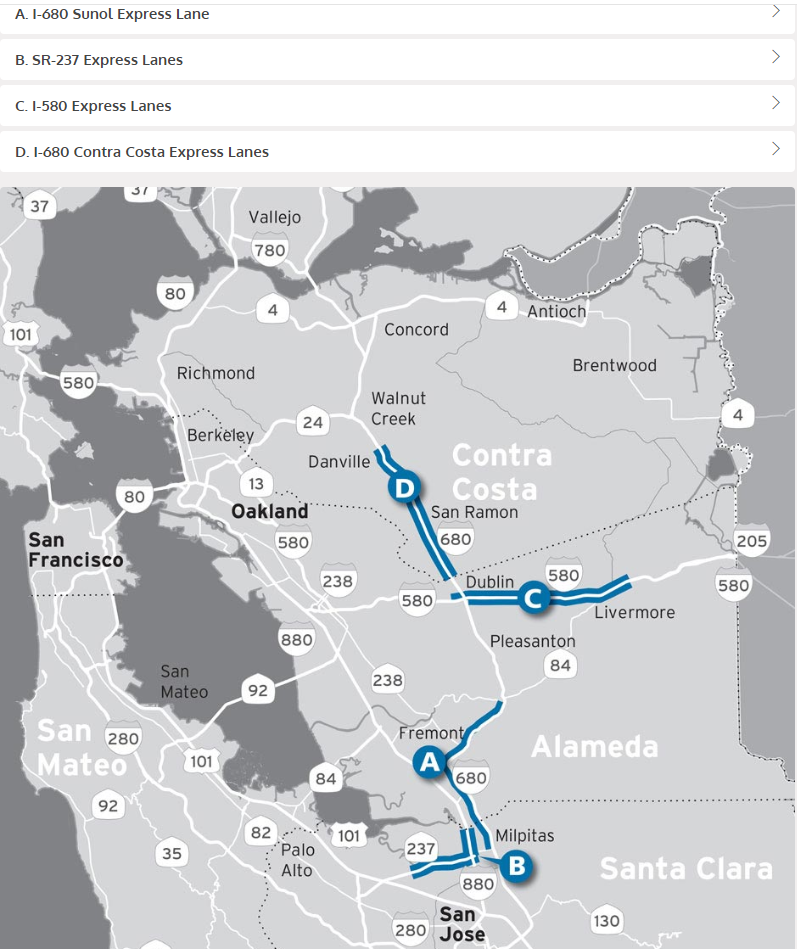 A. I-680 Sunol Express Lane
B. SR-237 Express Lanes
C. I-580 Express Lanes
D. I-680 Contra Costa Express Lanes
37
37
Vallejo
780
80
4
4
Antioch
101
Concord
Brentwood
Richmond
580
Walnut
Creek
4
24
Berkeley
Contra
Costa
Danville
13
D
80
Oakland
San Ramon
San
Francisco
580
680
205
238
Dublin
580
580
580
C
Livermore
880
Pleasanton
84
San
Mateo
238
92
San
Mateo
280
Fremont
Alameda
101
A
680
84
92
82
101
Milpitas
35
Palo
Alto
237
B
Santa Clara
880
San
Jose
280
130